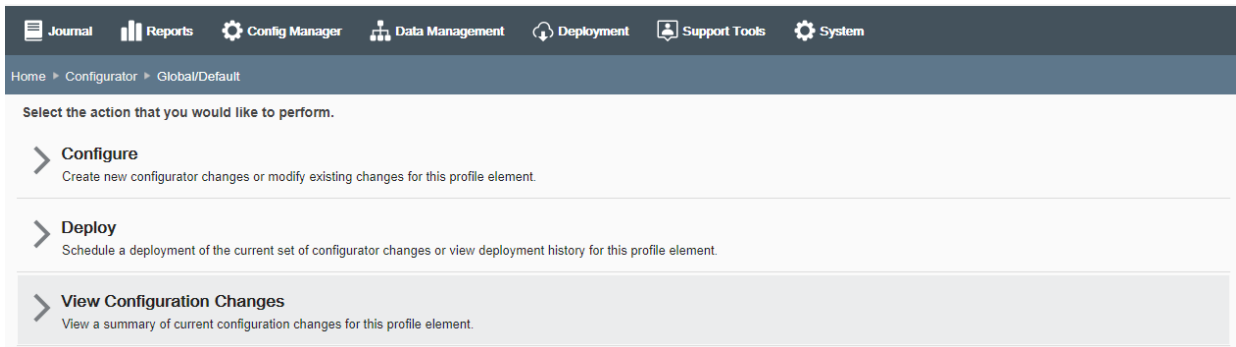 Journal Reports Config Manager Data Management Deployment Support Tools System
Home Configurator Global/Default
Select the action that you would like to perform.
Configure
Create new configurator changes or modify existing changes for this profile element.
Deploy
Schedule a deployment of the current set of configurator changes or view deployment history for this profile element.
View Configuration Changes
View a summary of current configuration changes for this profile element.